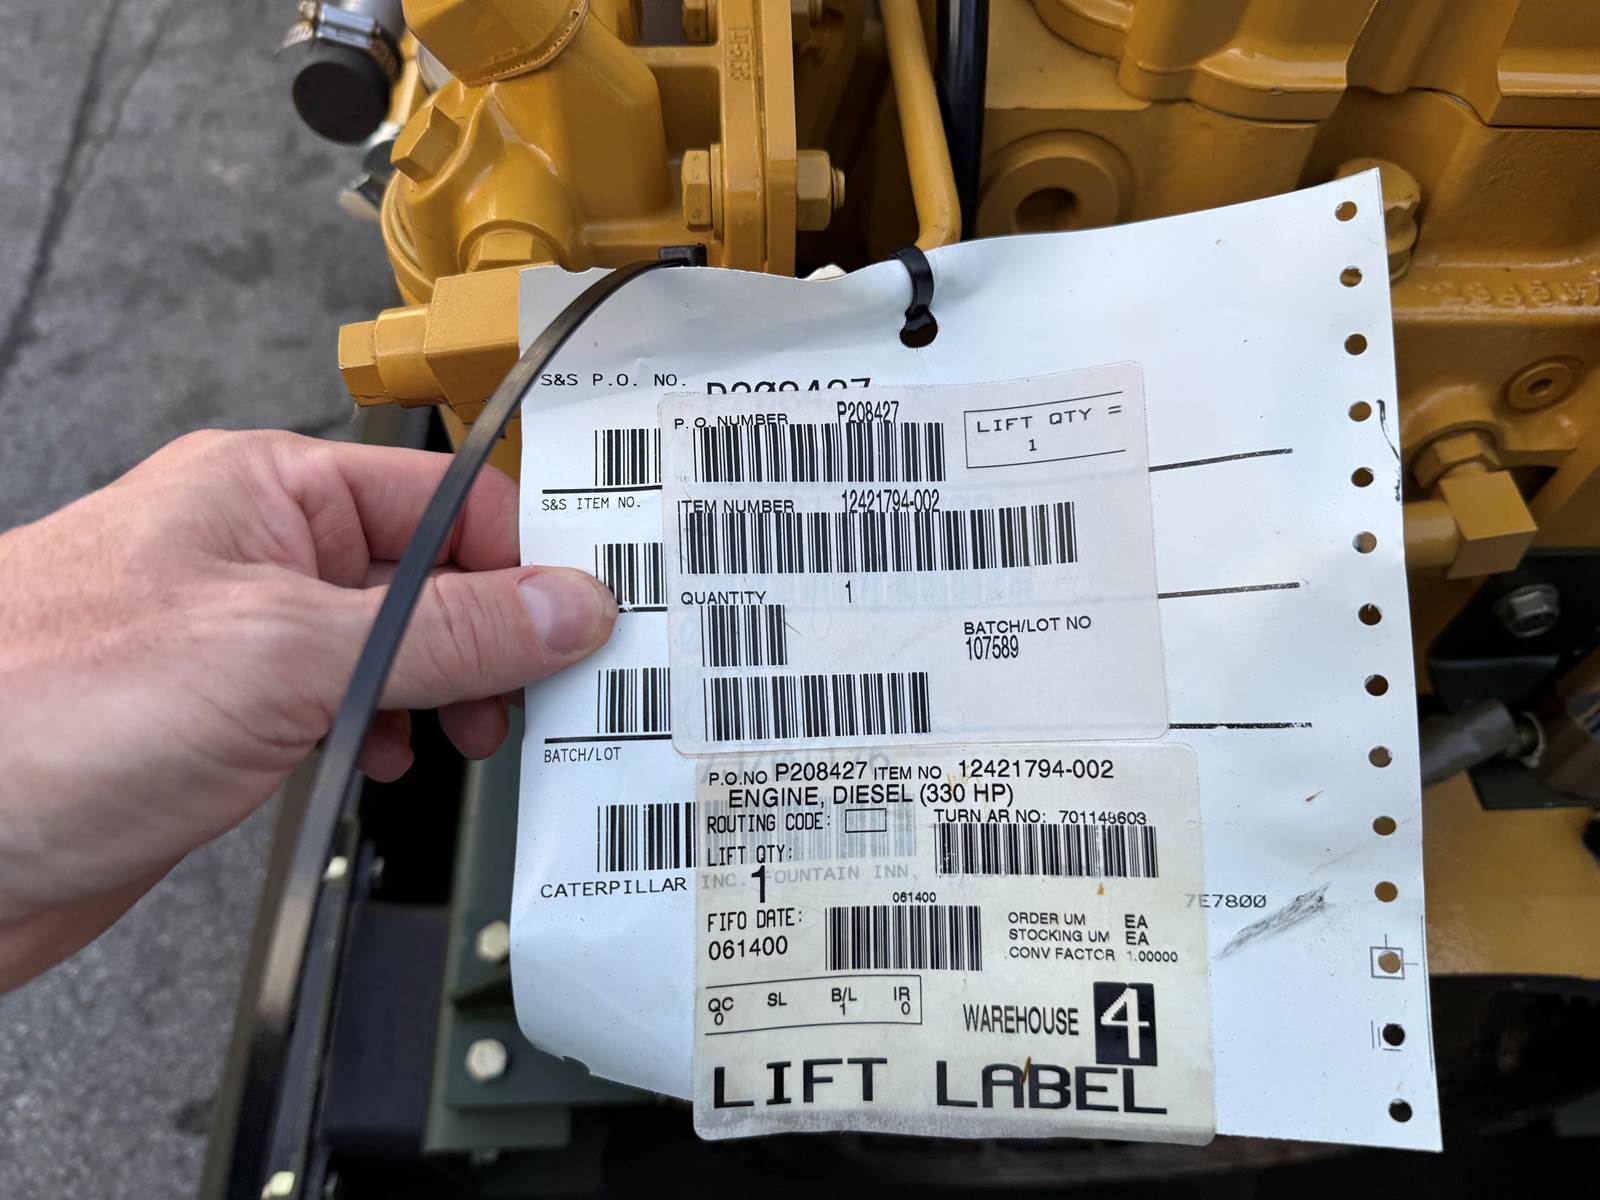 S&S P.O. NO. P208427
P.O. NUMBER P208427
LIFT QTY =
1
S&S ITEM NO.
ITEM NUMBER 12421794-002
QUANTITY 1
BATCH/LOT NO
107589
BATCH/LOT
P.O.NO P208427 ITEM NO 12421794-002
ENGINE, DIESEL (330 HP)
ROUTING CODE:
TURN AR NO: 701148603
LIFT QTY:
1
CATERPILLAR INC. FOUNTAIN INN,
7E7800
FIFO DATE:
061400
061400
ORDER UM EA
STOCKING UM EA
CONV FACTOR 1.00000
QC SL B/L IR
0 1 0
WAREHOUSE 4
LIFT LABEL